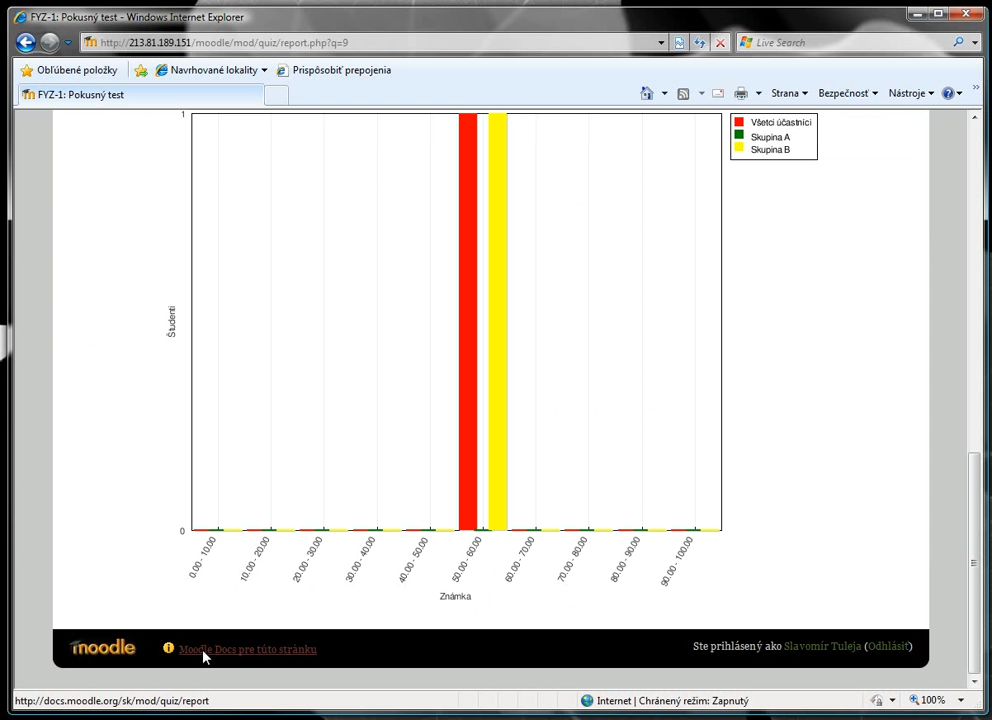 FYZ-1: Pokusný test - Windows Internet Explorer
http://213.81.189.151/moodle/mod/quiz/report.php?q=9
Live Search
Obľúbené položky
Navrhované lokality
Prispôsobiť prepojenia
FYZ-1: Pokusný test
Strana
Bezpečnosť
Nástroje
1
Všetci účastníci
Skupina A
Skupina B
Študenti
0
0.00 - 10.00
10.00 - 20.00
20.00 - 30.00
30.00 - 40.00
40.00 - 50.00
50.00 - 60.00
60.00 - 70.00
70.00 - 80.00
80.00 - 90.00
90.00 - 100.00
Známka
moodle
Moodle Docs pre túto stránku
Ste prihlásený ako Slavomír Tuleja (Odhlásiť)
http://docs.moodle.org/sk/mod/quiz/report
Internet | Chránený režim: Zapnutý
100%